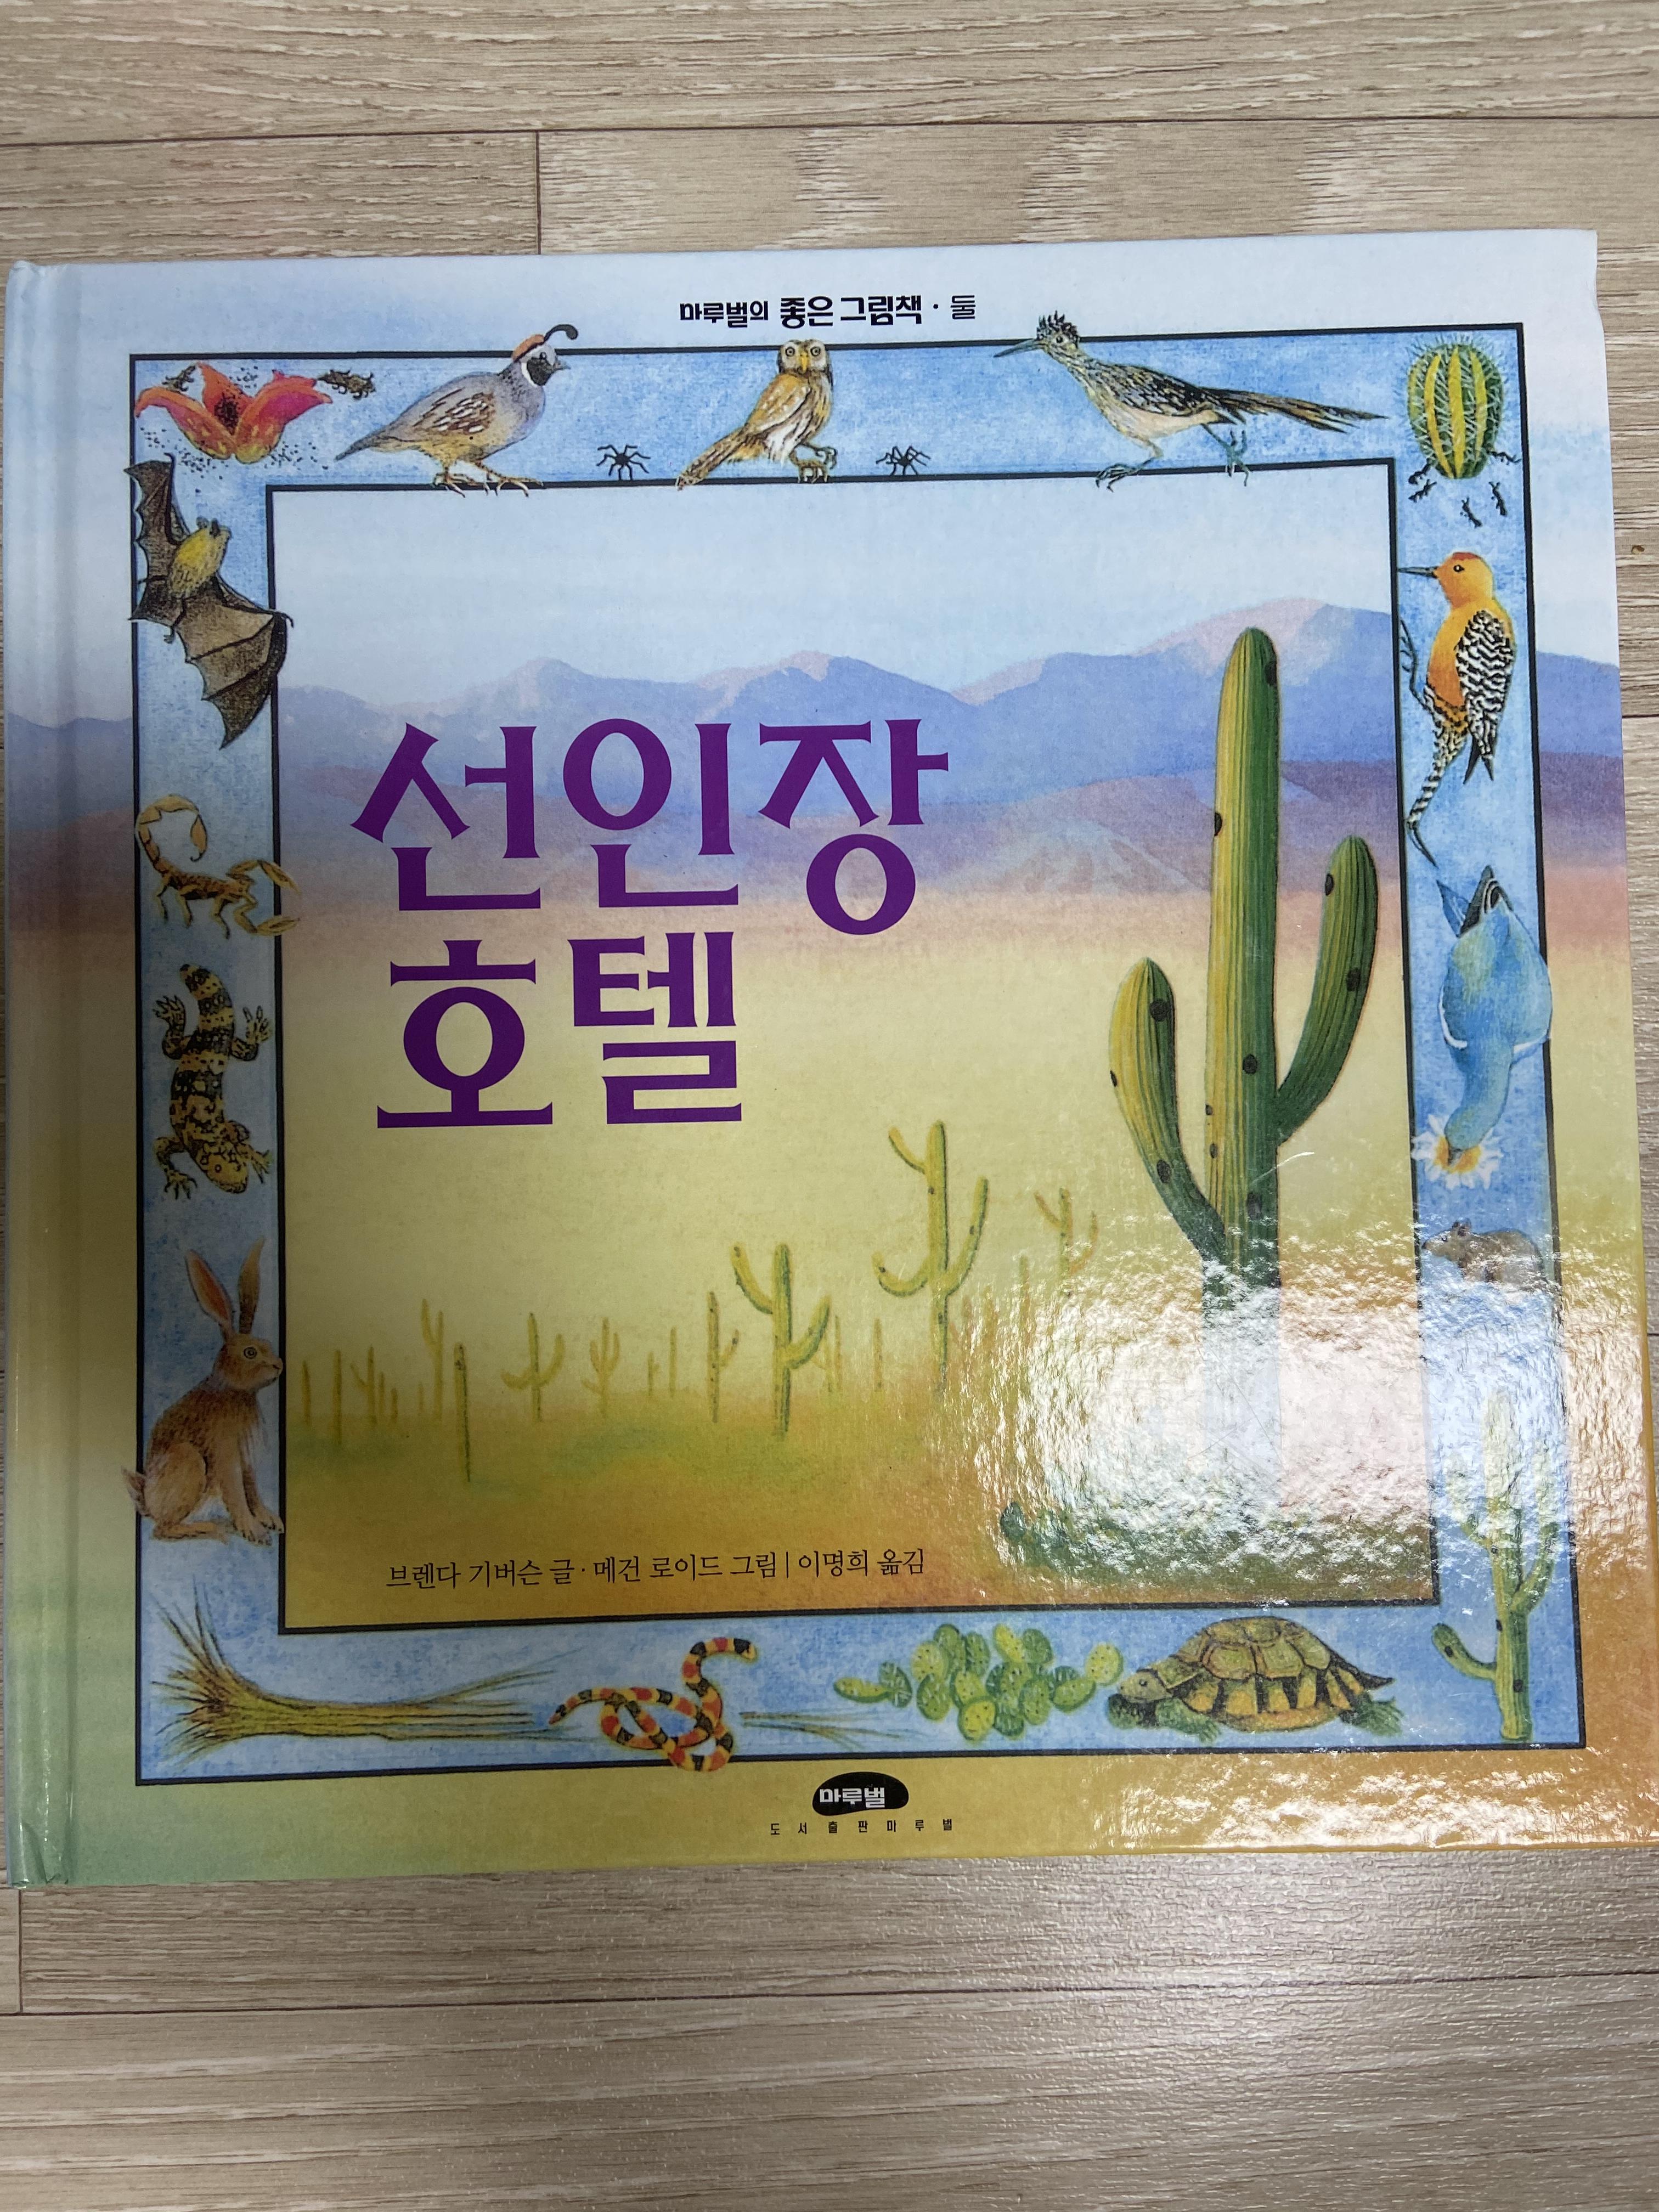 마루벌의 좋은 그림책 · 둘
선인장
호텔
브렌다 기버슨 글 · 메건 로이드 그림 | 이명희 옮김
마루벌
도서출판마루벌